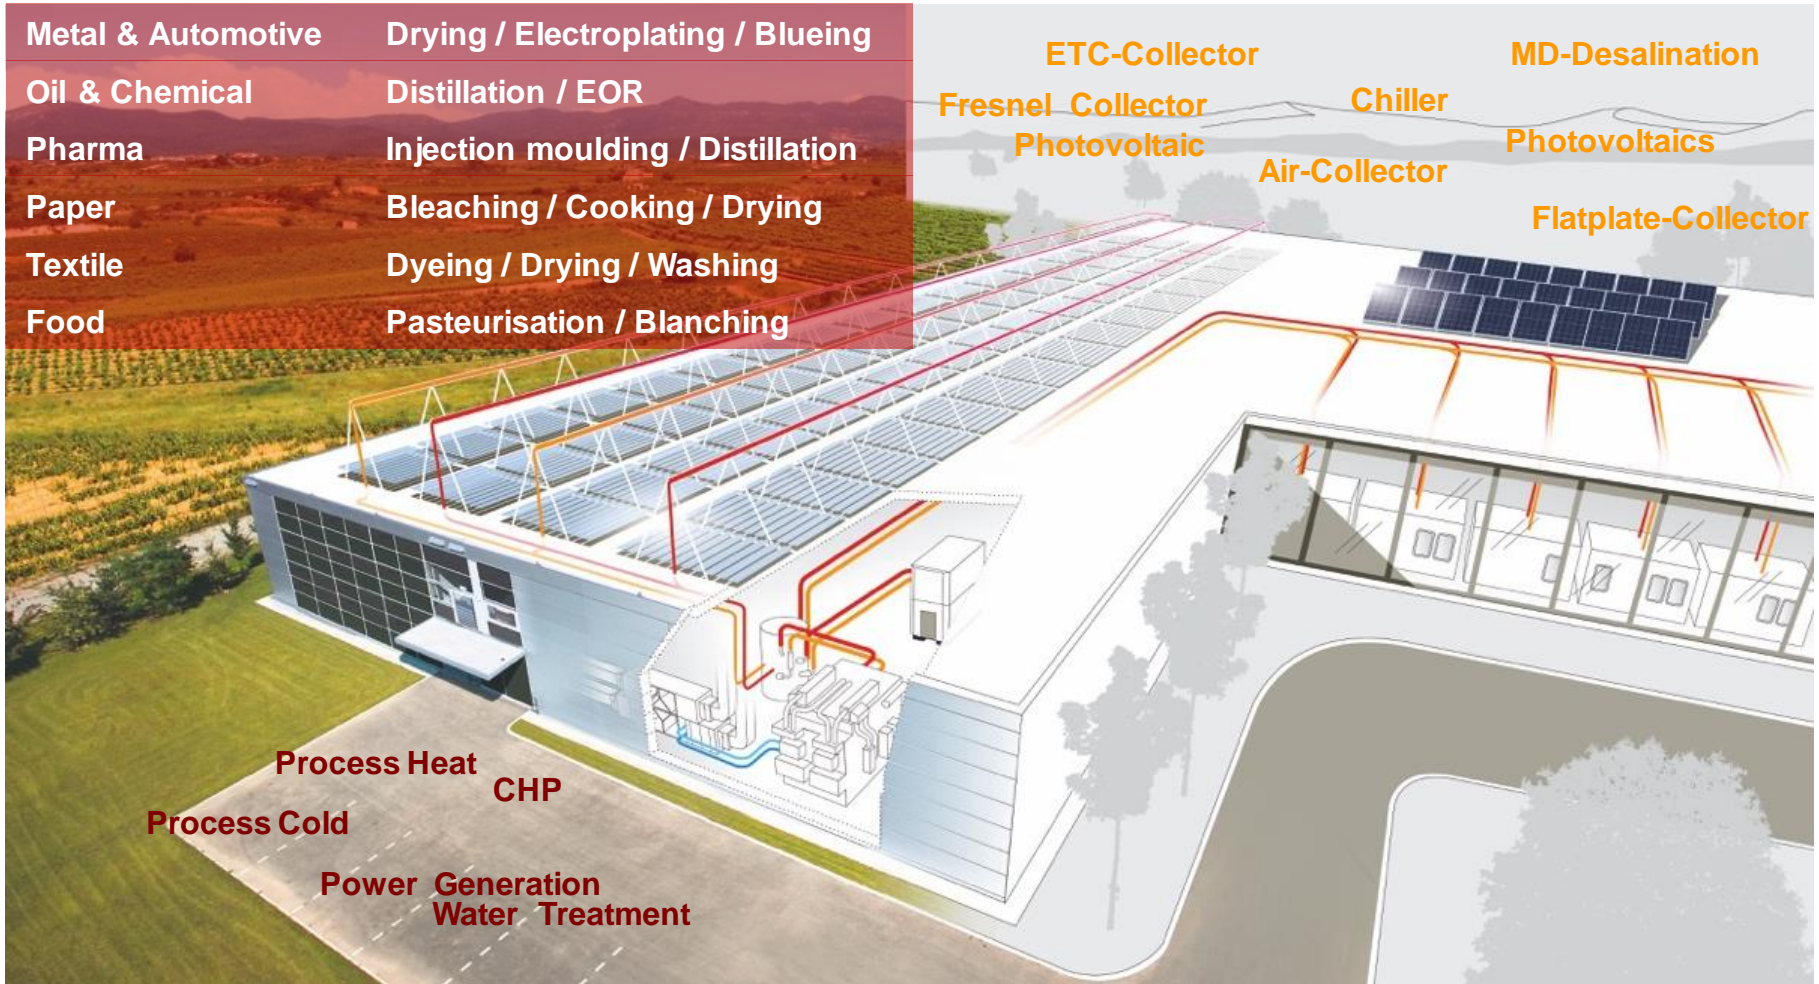 Metal & Automotive Drying / Electroplating / Blueing
Oil & Chemical Distillation / EOR
Pharma Injection moulding / Distillation
Paper Bleaching / Cooking / Drying
Textile Dyeing / Drying / Washing
Food Pasteurisation / Blanching
ETC-Collector MD-Desalination
Fresnel Collector Chiller
Photovoltaic Photovoltaics
Air-Collector
Flatplate-Collector
Process Heat
CHP
Process Cold
Power Generation
Water Treatment